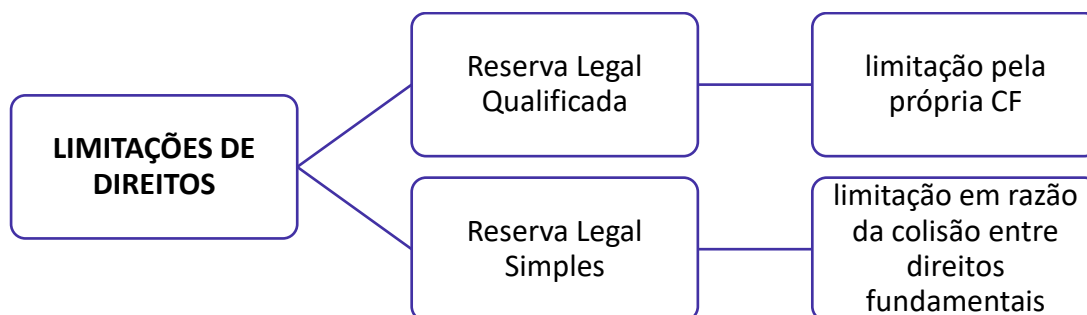 LIMITAÇÕES DE
DIREITOS
Reserva Legal
Qualificada
limitação pela
própria CF
Reserva Legal
Simples
limitação em razão
da colisão entre
direitos
fundamentais